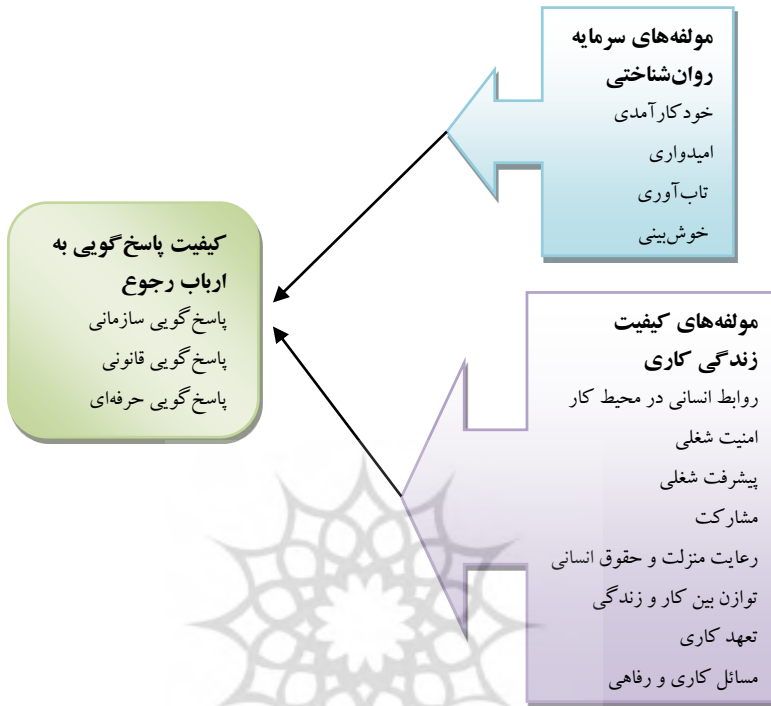 مولفه‌های سرمایه
روان‌شناختی
خودکارآمدی
امیدواری
تاب‌آوری
خوش‌بینی
کیفیت پاسخ‌گویی به
ارباب رجوع
پاسخ‌گویی سازمانی
پاسخ‌گویی قانونی
پاسخ‌گویی حرفه‌ای
مولفه‌های کیفیت
زندگی کاری
روابط انسانی در محیط کار
امنیت شغلی
پیشرفت شغلی
مشارکت
رعایت منزلت و حقوق انسانی
توازن بین کار و زندگی
تعهد کاری
مسائل کاری و رفاهی